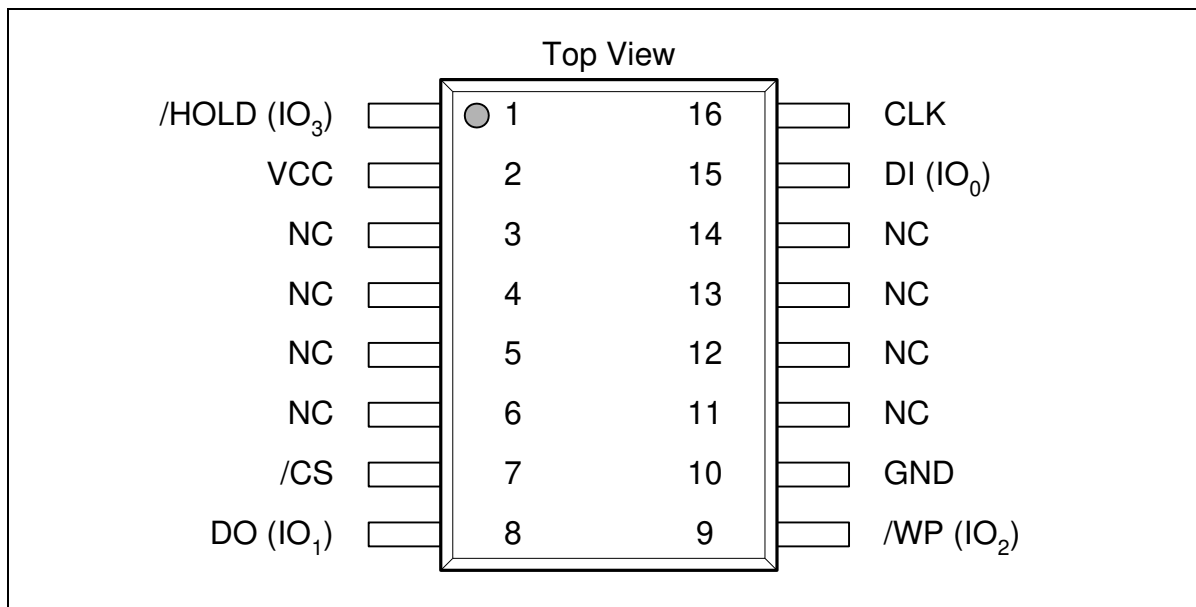 Top View
/HOLD (IO₃) 1 16 CLK
VCC 2 15 DI (IO₀)
NC 3 14 NC
NC 4 13 NC
NC 5 12 NC
NC 6 11 NC
/CS 7 10 GND
DO (IO₁) 8 9 /WP (IO₂)